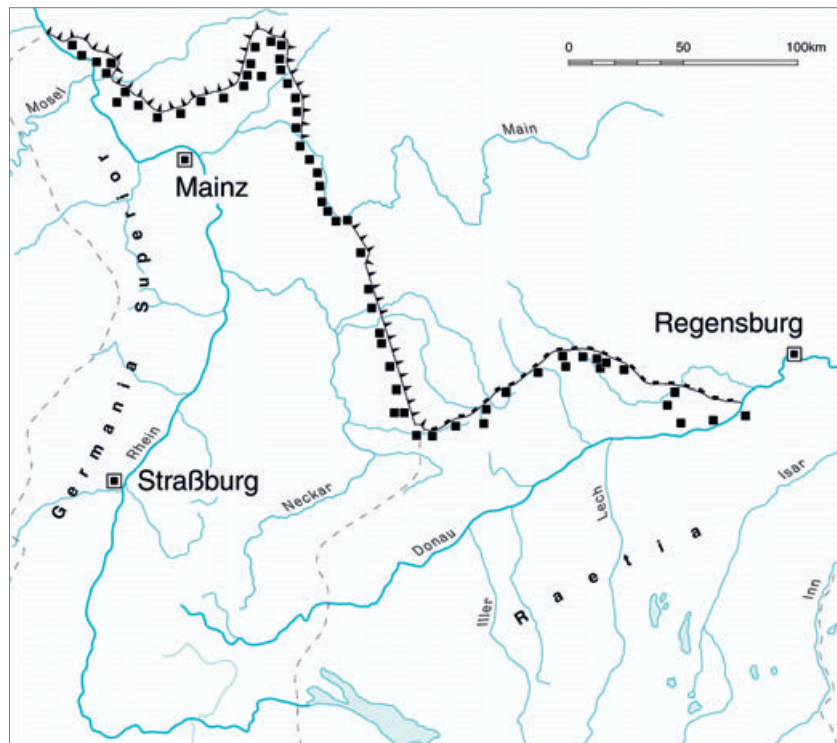 0 50 100km
Mosel
Main
Mainz
Germania Superior
Regensburg
Rhein
Straßburg
Neckar
Donau
Lech
Isar
Iller
Raetia
Inn